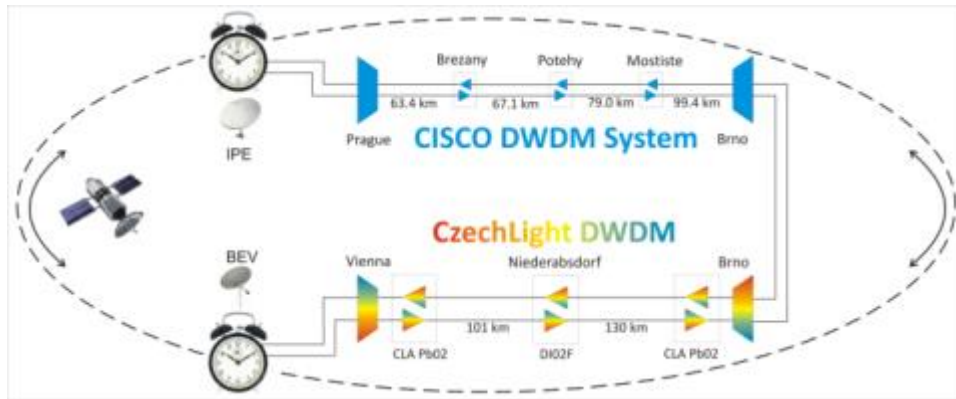 Brezany Potehy Mostiste
63.4 km 67.1 km 79.0 km 99.4 km
Prague Brno
IPE
CISCO DWDM System
CzechLight DWDM
BEV
Vienna Niederabsdorf Brno
101 km 130 km
CLA Pb02 DI02F CLA Pb02